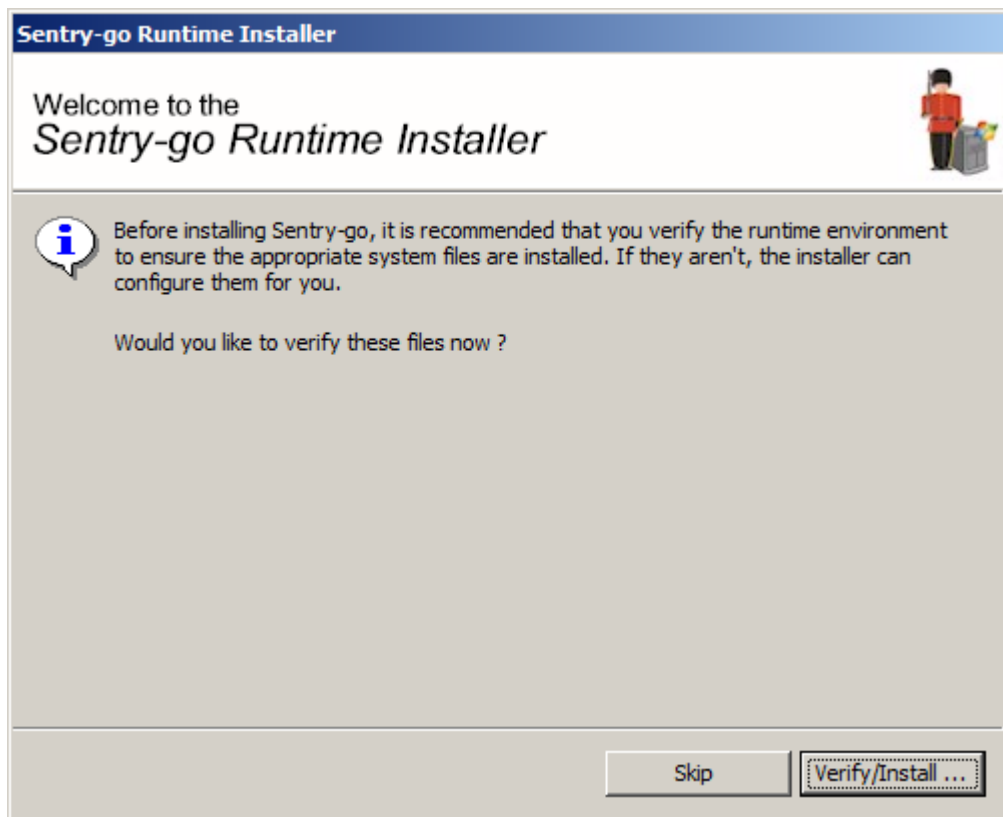 Sentry-go Runtime Installer
Welcome to the
Sentry-go Runtime Installer
Before installing Sentry-go, it is recommended that you verify the runtime environment
to ensure the appropriate system files are installed. If they aren't, the installer can
configure them for you.
Would you like to verify these files now ?
Skip
Verify/Install ...